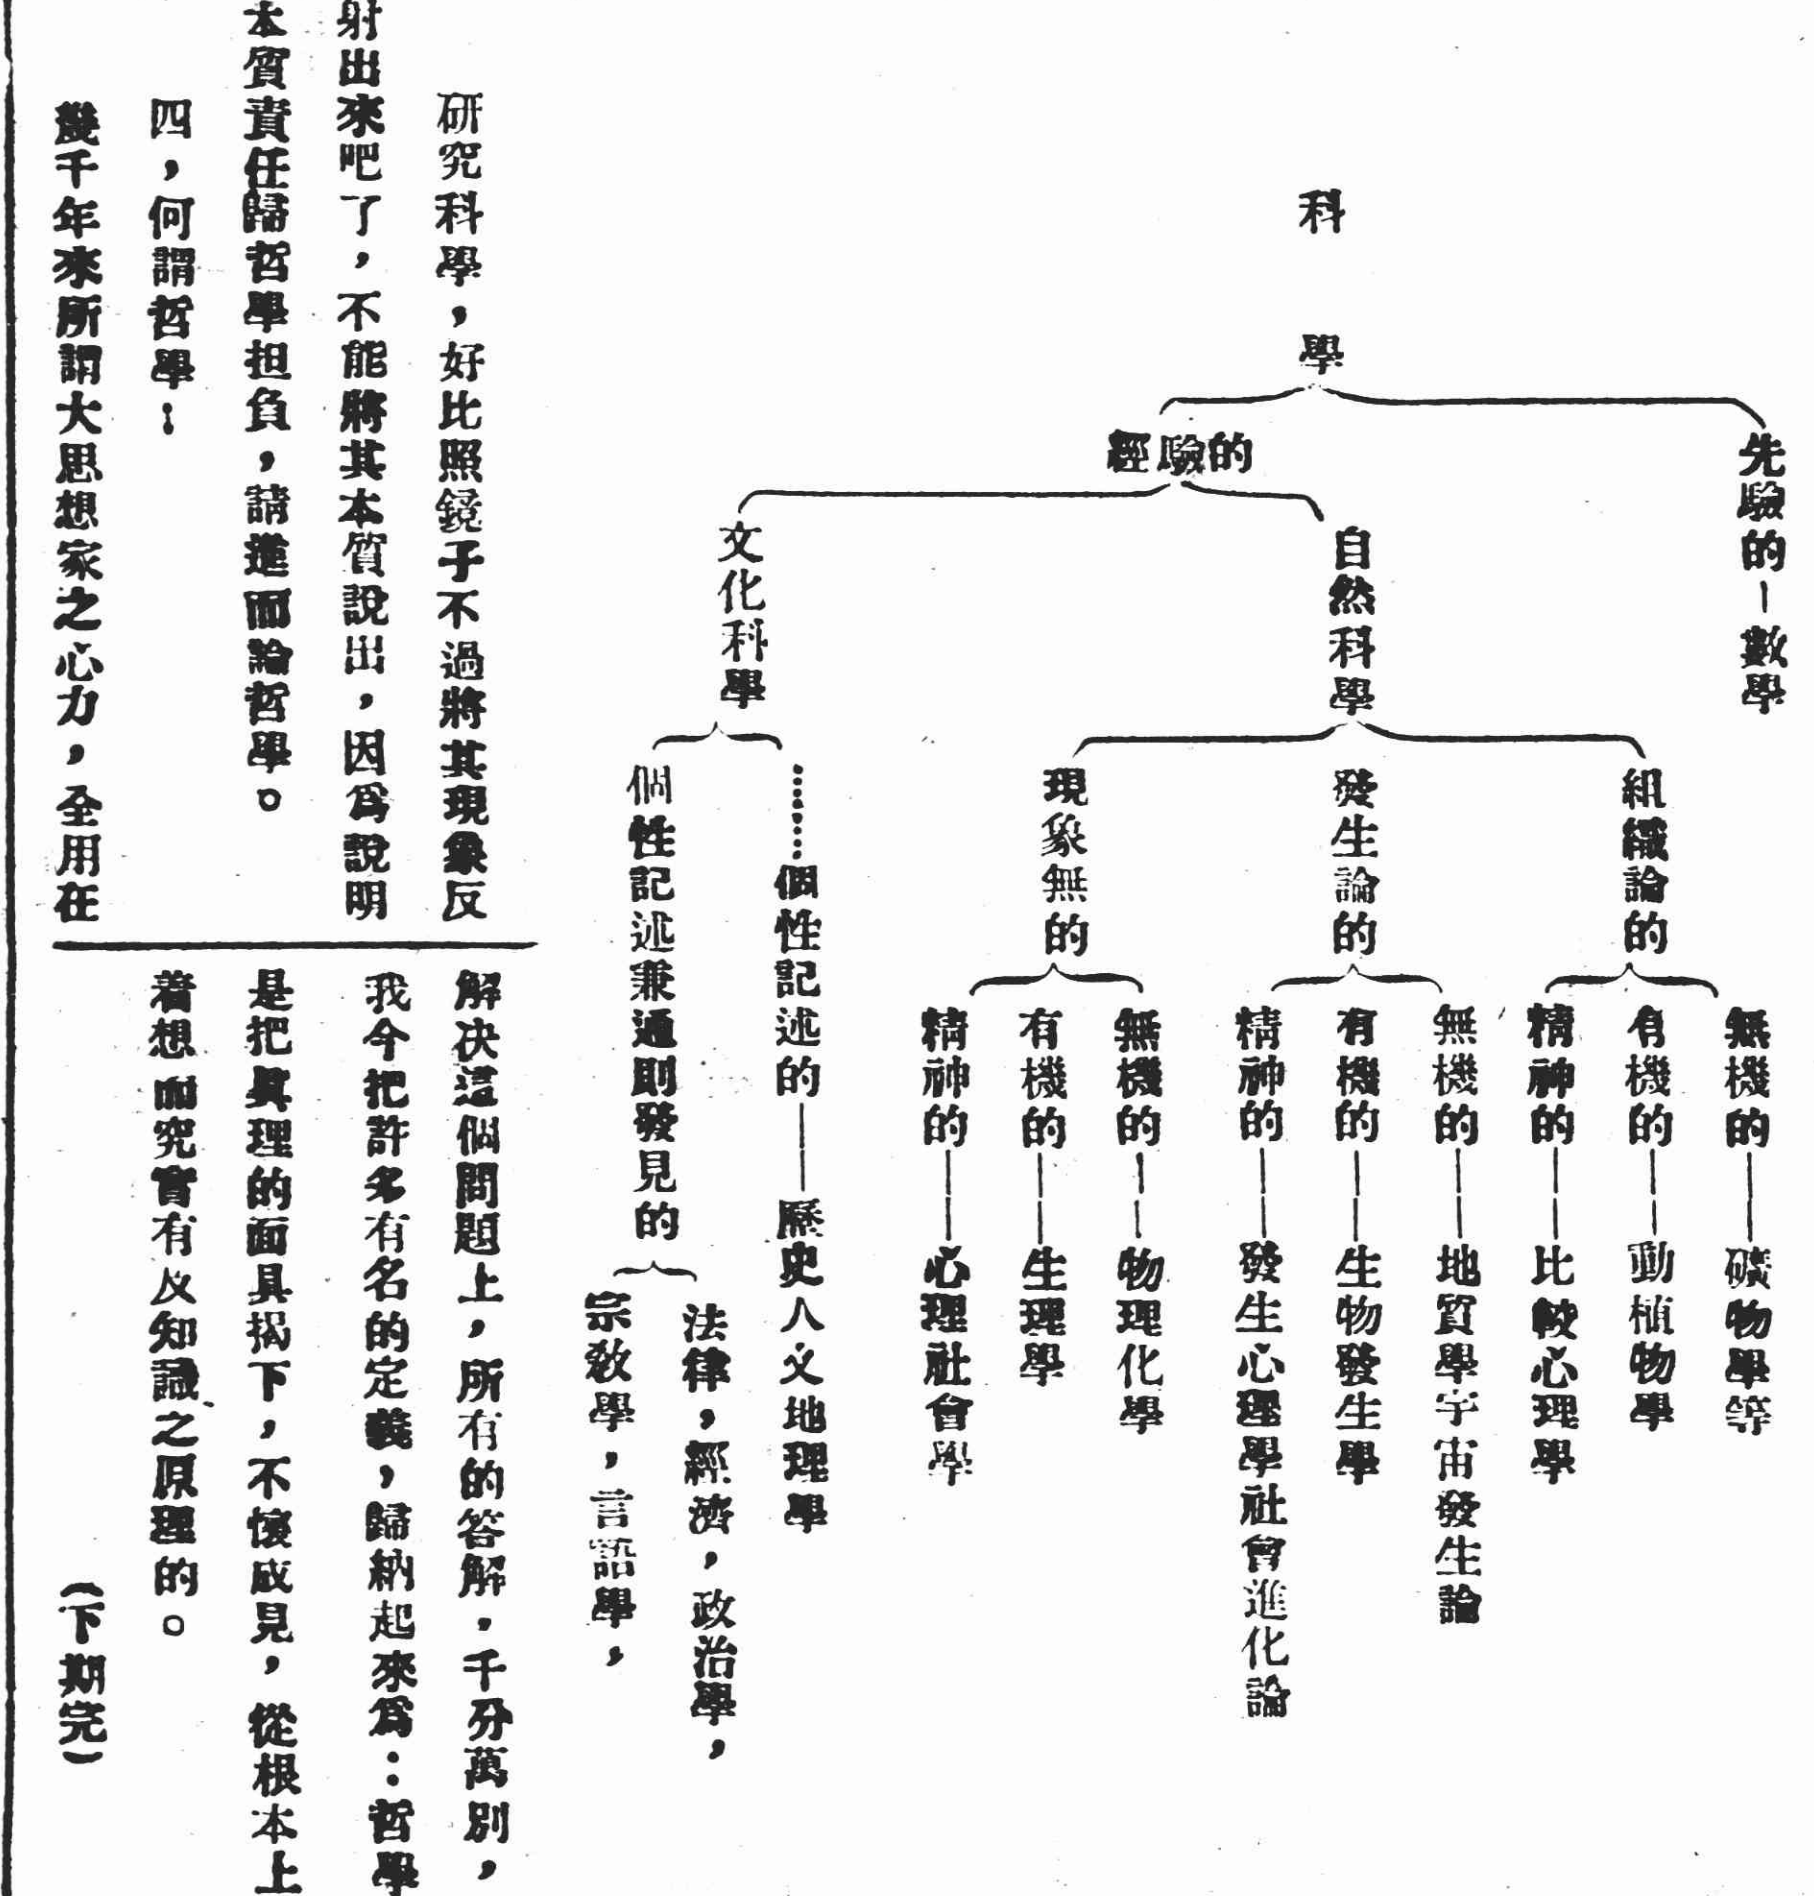 科學
先驗的—數學
經驗的
自然科學
組織論的
無機的——礦物學等
有機的——動植物學
精神的——比較心理學
發生論的
無機的——地質學宇宙發生論
有機的——生物發生學
精神的——發生心理學社會進化論
現象無的
無機的——物理化學
有機的——生理學
精神的——心理社會學
文化科學
……個性記述的——歷史人文地理學
個性記述兼通則發見的
法律，經濟，政治學，
宗敎學，言語學，
研究科學，好比照鏡子不過將其現象反
射出來吧了，不能將其本質說出，因爲說明
本質責任歸哲學担負，請進而論哲學。
四，何謂哲學：
幾千年來所謂大思想家之心力，全用在
解决這個問題上，所有的答解，千分萬別，
我今把許多有名的定義，歸納起來爲：哲學
是把眞理的面具揭下，不懷成見，從根本上
着想而究實有及知識之原理的。
（下期完）